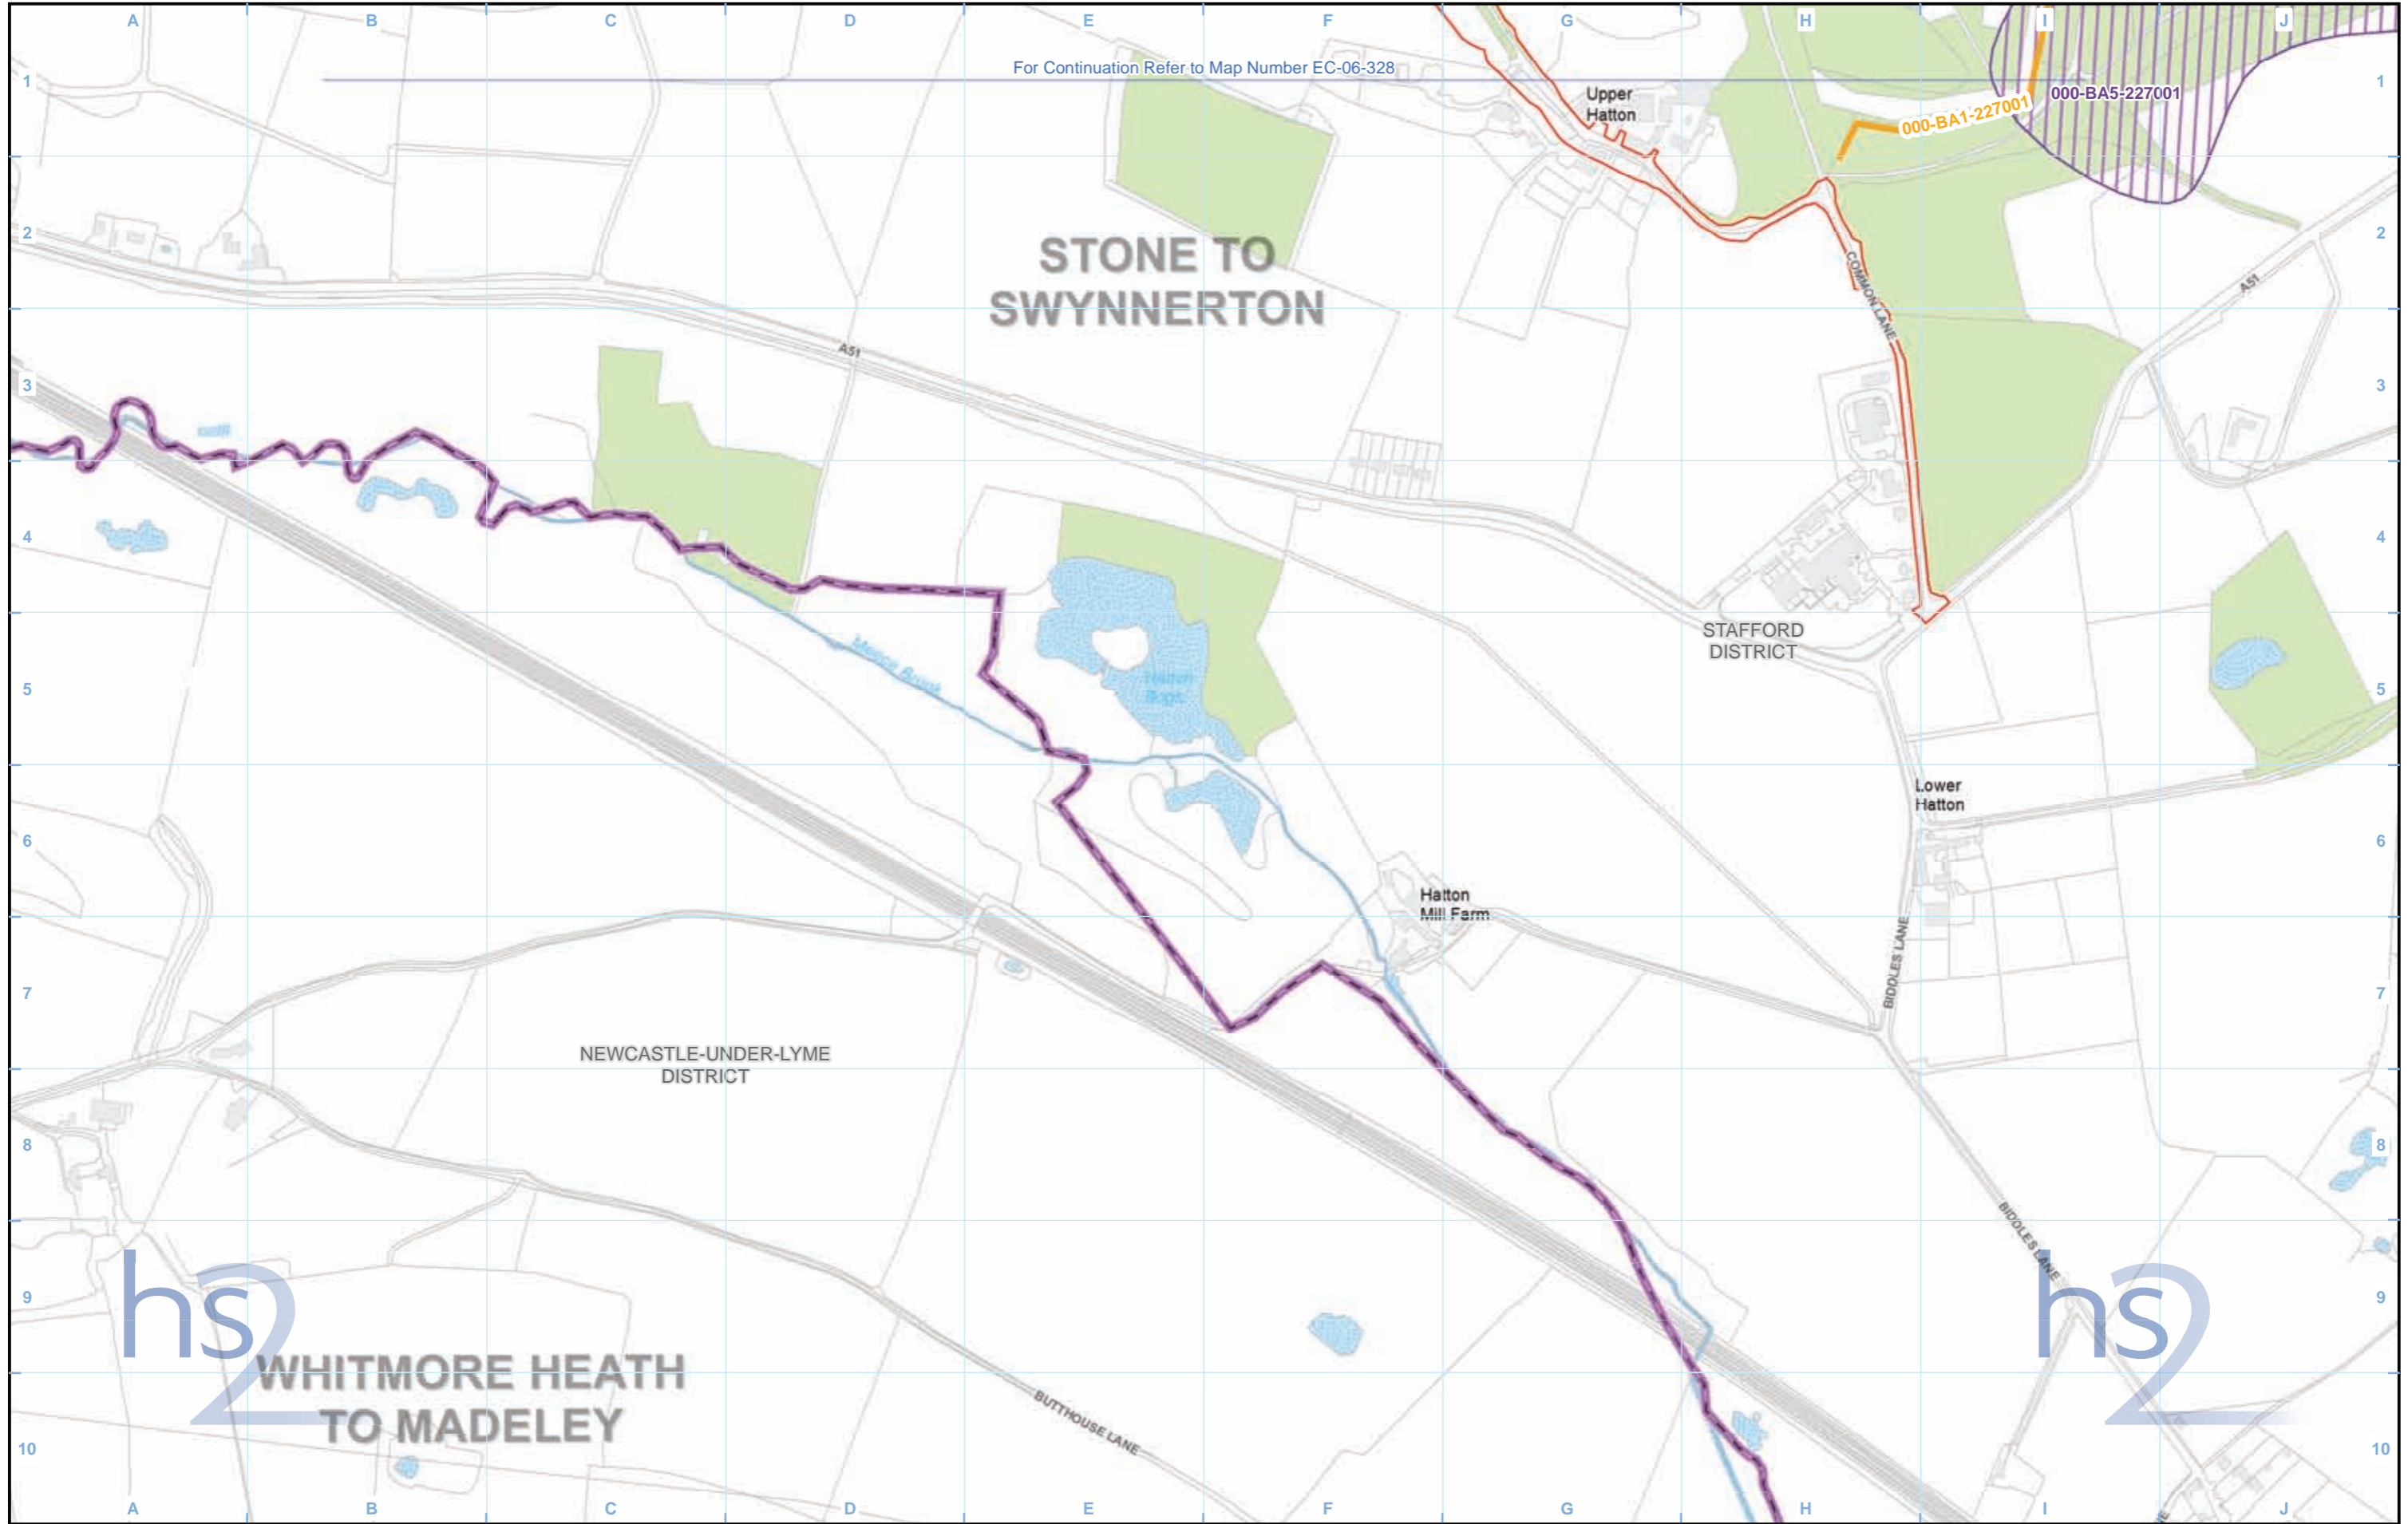 A B C D E F G H I J
For Continuation Refer to Map Number EC-06-328
1 1
Upper
Hatton
000-BA5-227001
000-BA1-227001
2 2
STONE TO
SWYNNERTON
COMMON LANE
A51
A51
3 3
4 4
STAFFORD
DISTRICT
Meece Brook
5 5
Hatton
Lower
Hatton
6 6
Hatton
Mill Farm
BIDDLES LANE
7 7
NEWCASTLE-UNDER-LYME
DISTRICT
8 8
BIDDLES LANE
hs2
hs2
9 9
WHITMORE HEATH
TO MADELEY
BUTTHOUSE LANE
10 10
A B C D E F G H I J